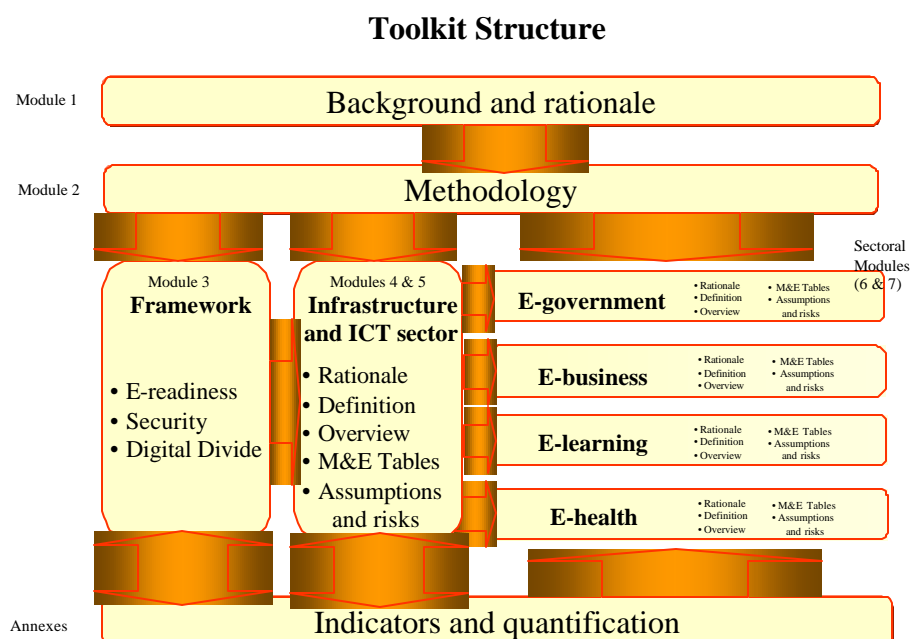 Toolkit Structure
Module 1
Background and rationale
Module 2
Methodology
Sectoral
Modules
(6 & 7)
Module 3
Framework
• E-readiness
• Security
• Digital Divide
Modules 4 & 5
Infrastructure
and ICT sector
• Rationale
• Definition
• Overview
• M&E Tables
• Assumptions
and risks
E-government
• Rationale
• Definition
• Overview
• M&E Tables
• Assumptions
and risks
E-business
• Rationale
• Definition
• Overview
• M&E Tables
• Assumptions
and risks
E-learning
• Rationale
• Definition
• Overview
• M&E Tables
• Assumptions
and risks
E-health
• Rationale
• Definition
• Overview
• M&E Tables
• Assumptions
and risks
Annexes
Indicators and quantification